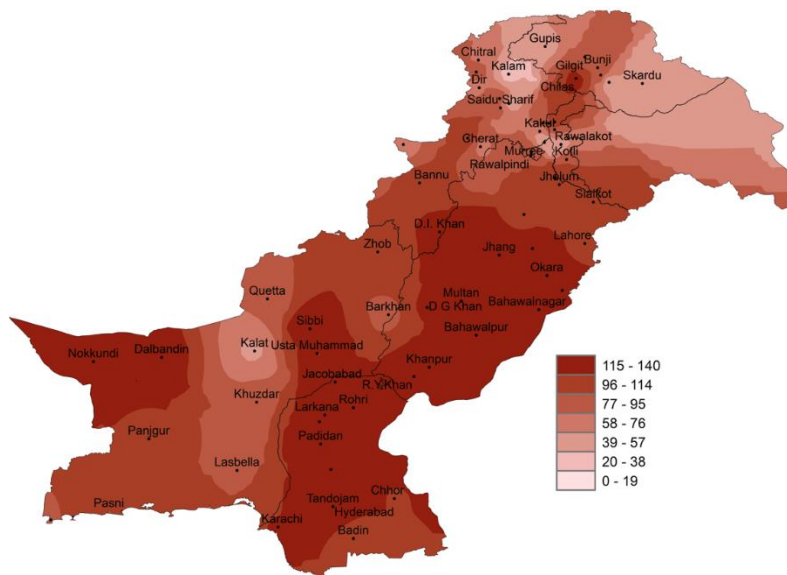 Gupis
Chitral
Kalam
Gilgit
Bunji
Skardu
Dir
Chilas
Saidu Sharif
Kakul
Cherat
Rawalakot
Murree
Kotli
Rawalpindi
Bannu
Jhelum
Sialkot
D.I. Khan
Lahore
Zhob
Jhang
Okara
Quetta
Multan
Barkhan
D G Khan
Bahawalnagar
Sibbi
Bahawalpur
Kalat
Usta Muhammad
Nokkundi
Dalbandin
Khanpur
Jacobabad
R.Y.Khan
Khuzdar
Larkana
Rohri
Panjgur
Padidan
Lasbella
Chhor
Pasni
Tandojam
Hyderabad
Karachi
Badin
115 - 140
96 - 114
77 - 95
58 - 76
39 - 57
20 - 38
0 - 19